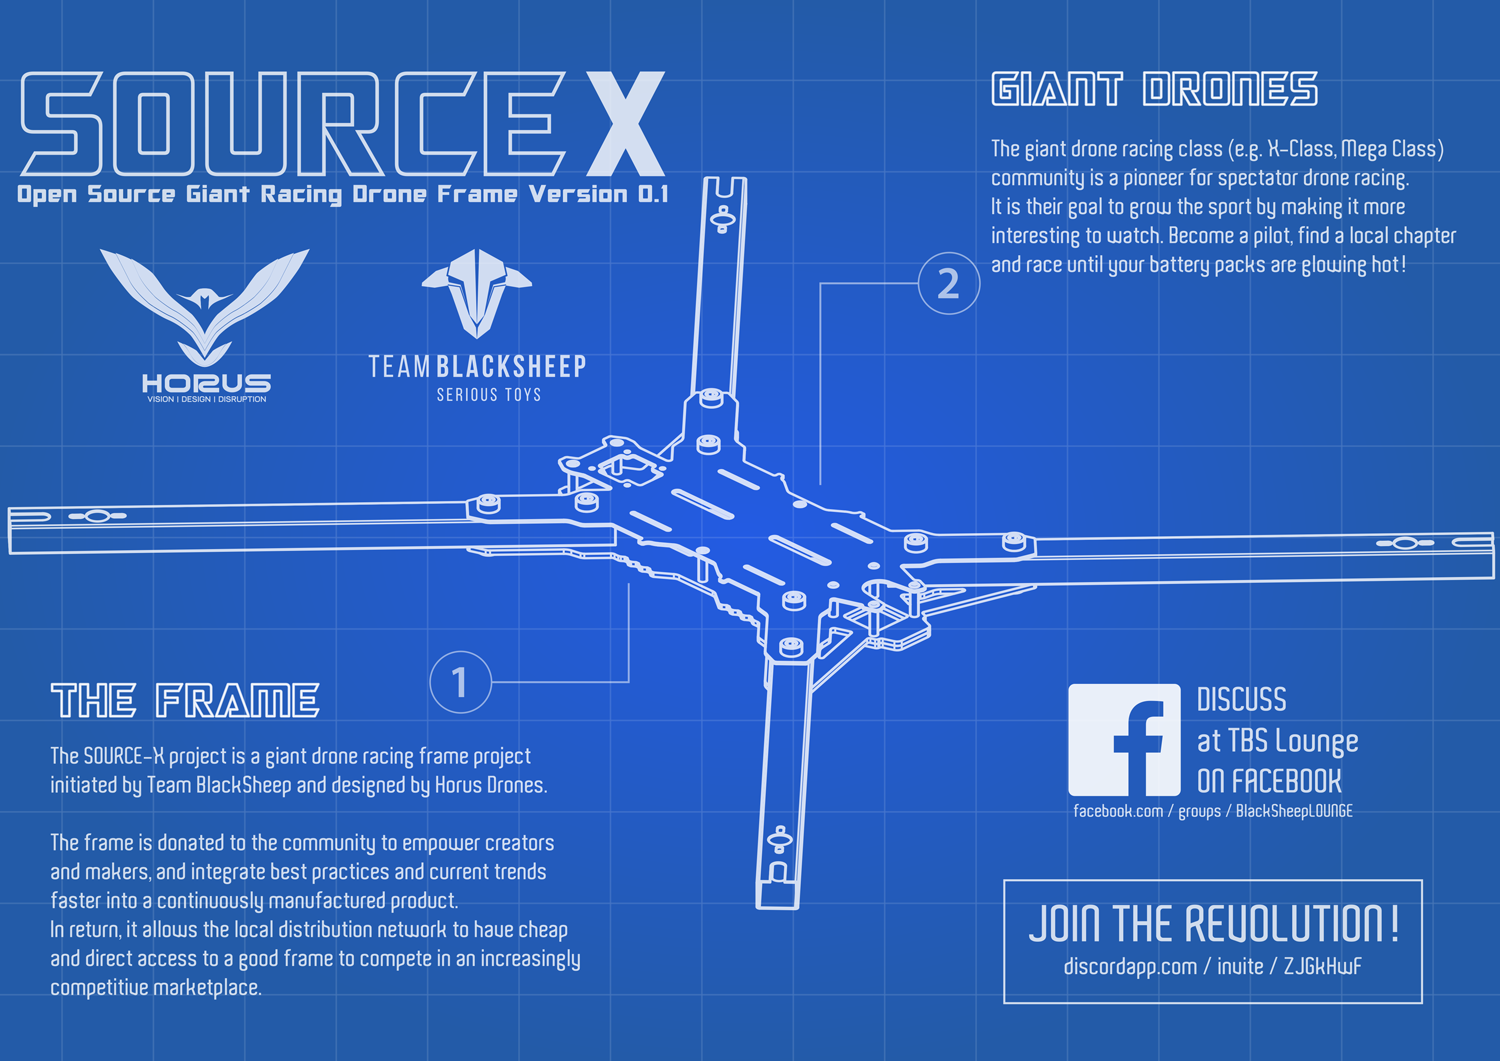 SOURCE X
Open Source Giant Racing Drone Frame Version 0.1
HORUS
VISION | DESIGN | DISRUPTION
TEAM BLACKSHEEP
SERIOUS TOYS
GIANT DRONES
The giant drone racing class (e.g. X-Class, Mega Class)
community is a pioneer for spectator drone racing.
It is their goal to grow the sport by making it more
interesting to watch. Become a pilot, find a local chapter
and race until your battery packs are glowing hot!
2
1
THE FRAME
The SOURCE-X project is a giant drone racing frame project
initiated by Team BlackSheep and designed by Horus Drones.
The frame is donated to the community to empower creators
and makers, and integrate best practices and current trends
faster into a continuously manufactured product.
In return, it allows the local distribution network to have cheap
and direct access to a good frame to compete in an increasingly
competitive marketplace.
f
DISCUSS
at TBS Lounge
ON FACEBOOK
facebook.com / groups / BlackSheepLOUNGE
JOIN THE REVOLUTION!
discordapp.com / invite / ZJGkHwF